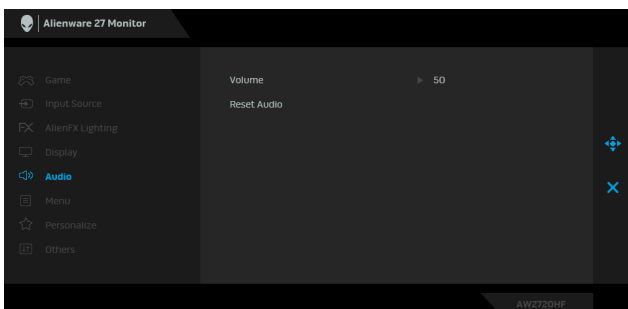 Alienware 27 Monitor
Game
Input Source
AlienFX Lighting
Display
Audio
Menu
Personalize
Others
Volume 50
Reset Audio
AW2720HF